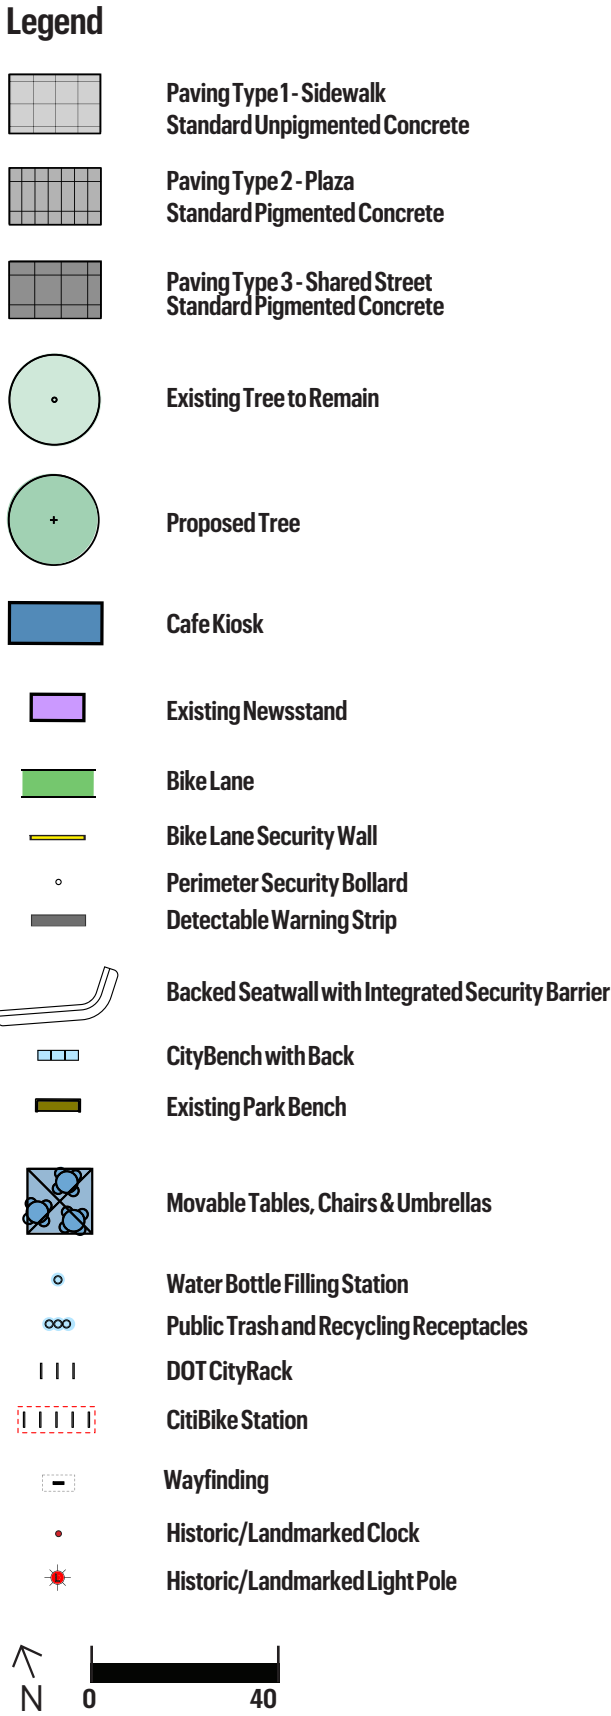 Legend
Paving Type 1 - Sidewalk
Standard Unpigmented Concrete
Paving Type 2 - Plaza
Standard Pigmented Concrete
Paving Type 3 - Shared Street
Standard Pigmented Concrete
Existing Tree to Remain
Proposed Tree
Cafe Kiosk
Existing Newsstand
Bike Lane
Bike Lane Security Wall
Perimeter Security Bollard
Detectable Warning Strip
Backed Seatwall with Integrated Security Barrier
CityBench with Back
Existing Park Bench
Movable Tables, Chairs & Umbrellas
Water Bottle Filling Station
Public Trash and Recycling Receptacles
DOT CityRack
CitiBike Station
Wayfinding
Historic/Landmarked Clock
L
Historic/Landmarked Light Pole
N
0 40